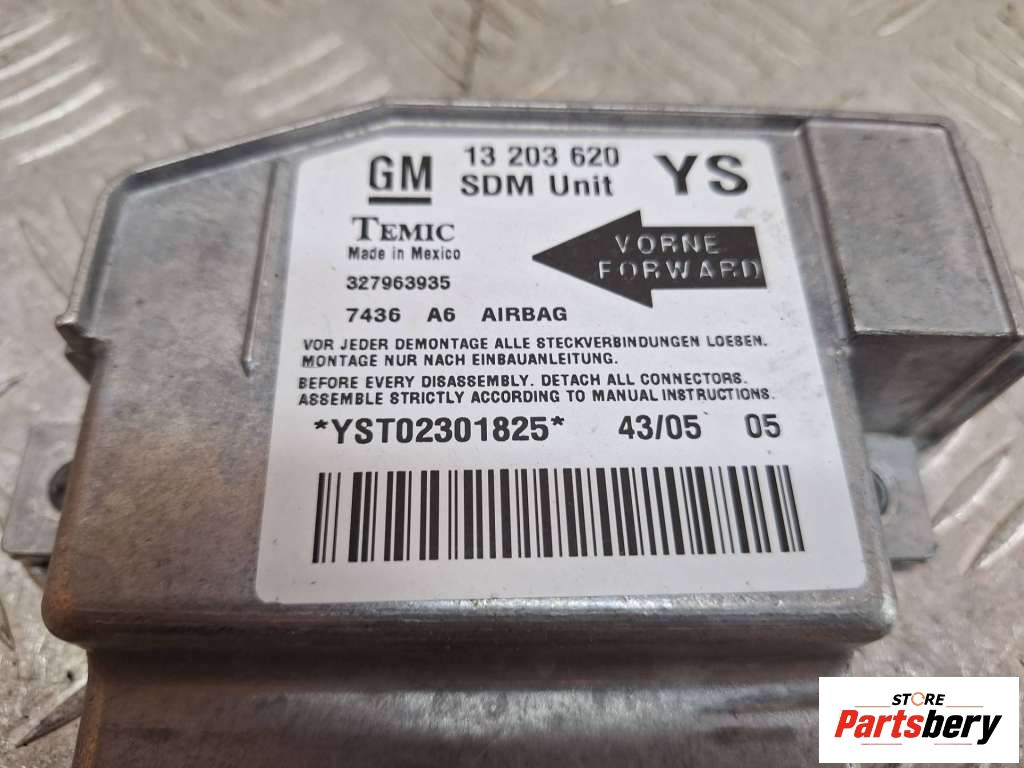 GM 13 203 620 YS
SDM Unit
TEMIC
Made in Mexico
VORNE
FORWARD
327963935
7436 A6 AIRBAG
VOR JEDER DEMONTAGE ALLE STECKVERBINDUNGEN LOESEN.
MONTAGE NUR NACH EINBAUANLEITUNG.
BEFORE EVERY DISASSEMBLY. DETACH ALL CONNECTORS.
ASSEMBLE STRICTLY ACCORDING TO MANUAL INSTRUCTIONS.
*YST02301825* 43/05 05
STORE
Partsbery